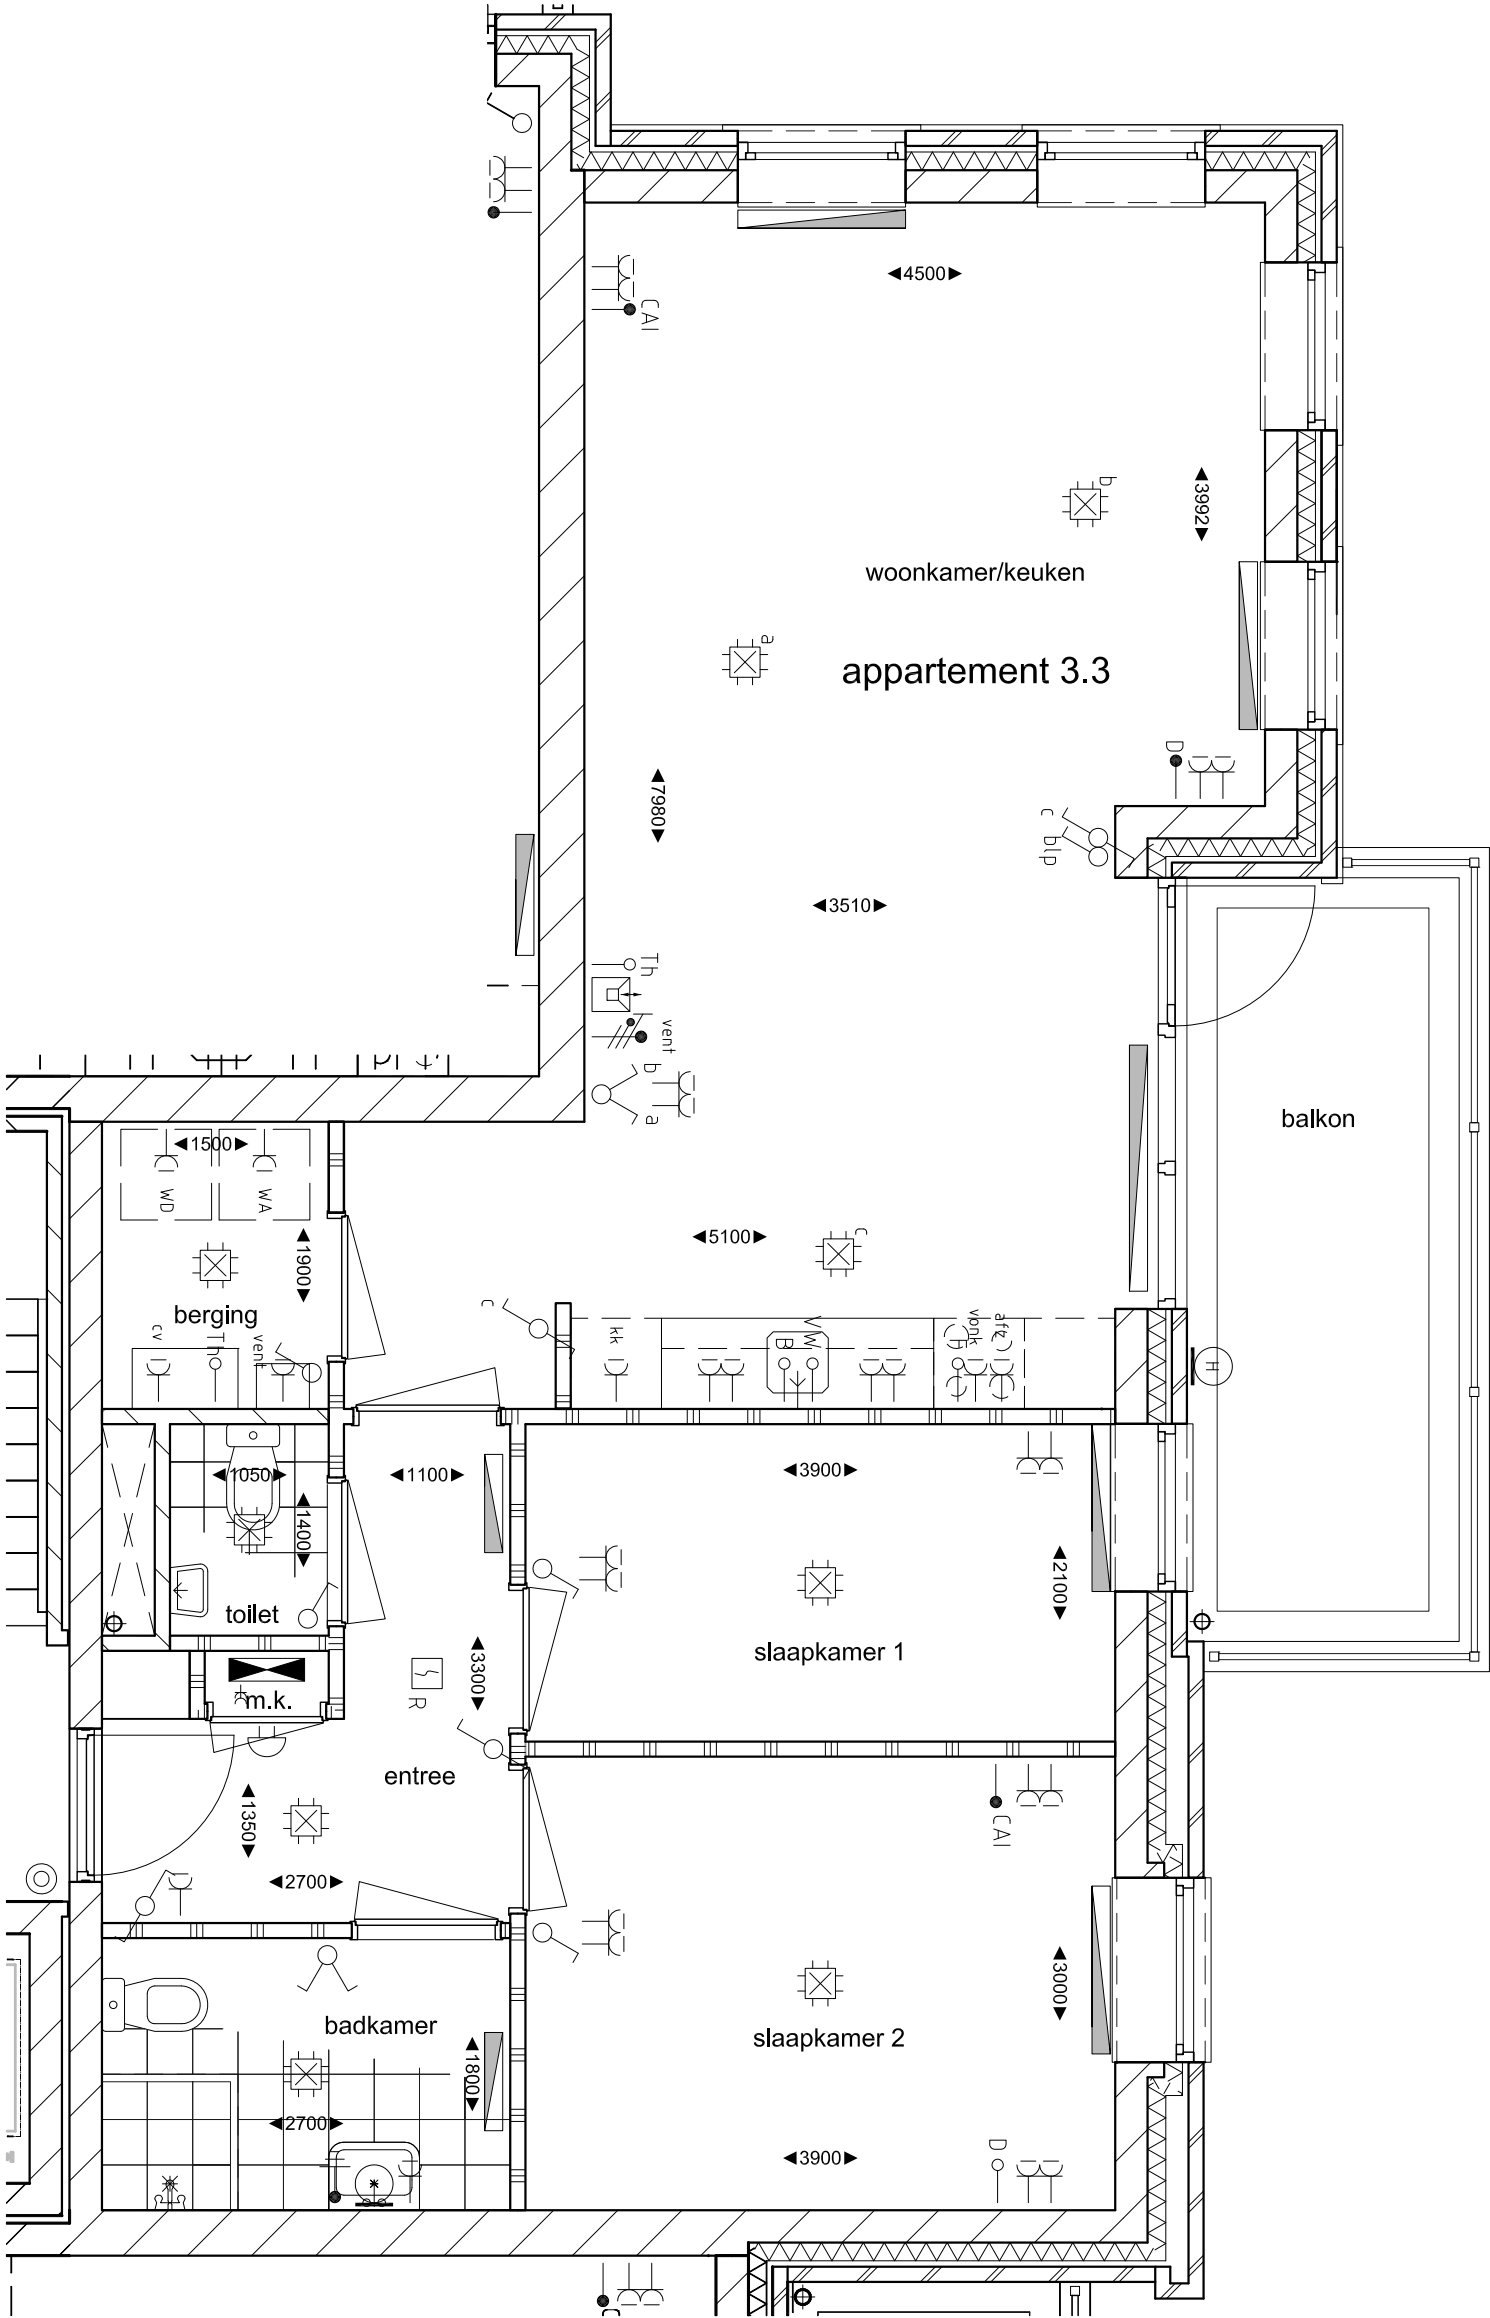 ◄4500►
CAI
b
◄3992►
woonkamer/keuken
a
appartement 3.3
D
◄7980►
c
blp
◄3510►
Th
vent
b
a
balkon
◄1500►
WD
WA
◄5100►
c
◄1900►
berging
cv
Th
vent
c
kk
VW
B
vonk
afz
H
◄1050►
◄1100►
◄3900►
◄1400►
◄2100►
toilet
slaapkamer 1
◄3300►
m.k.
R
entree
◄1350►
CAI
◄2700►
◄3000►
badkamer
slaapkamer 2
◄1800►
◄2700►
◄3900►
D